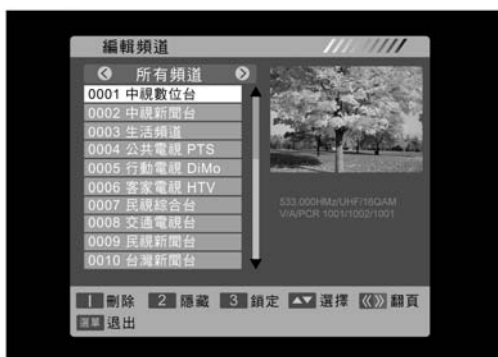 編輯頻道
所有頻道
0001 中視數位台
0002 中視新聞台
0003 生活頻道
0004 公共電視 PTS
0005 行動電視 DiMo
0006 客家電視 HTV
0007 民視綜合台
0008 交通電視台
0009 民視新聞台
0010 台灣新聞台
533.000HMz/UHF/16QAM
V/A/PCR 1001/1002/1001
1 刪除 2 隱藏 3 鎖定 ▲▼ 選擇 《》 翻頁
選單 退出